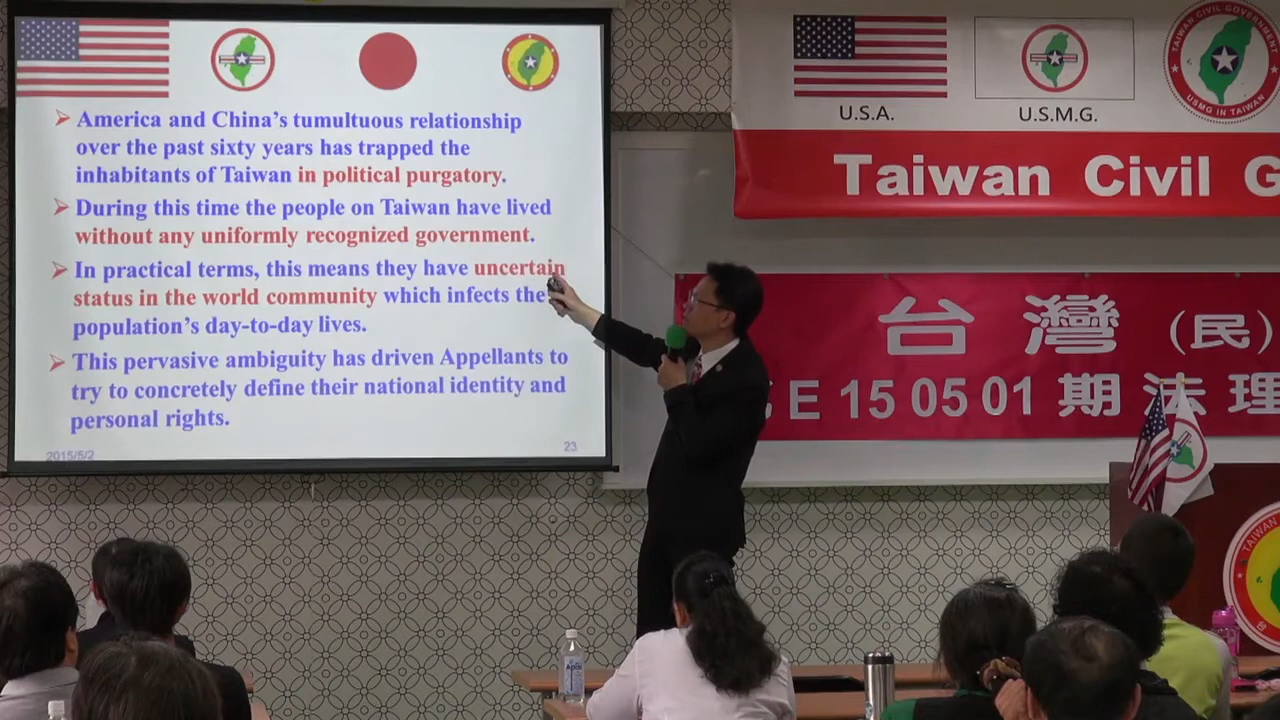 America and China's tumultuous relationship
over the past sixty years has trapped the
inhabitants of Taiwan in political purgatory.
During this time the people on Taiwan have lived
without any uniformly recognized government.
In practical terms, this means they have uncertain
status in the world community which infects the
population's day-to-day lives.
This pervasive ambiguity has driven Appellants to
try to concretely define their national identity and
personal rights.
2015/5/2
23
U.S.A.
U.S.M.G.
TAIWAN CIVIL GOVERNMENT
USMG IN TAIWAN
Taiwan Civil G
台灣（民）
E 15 05 01 期法理